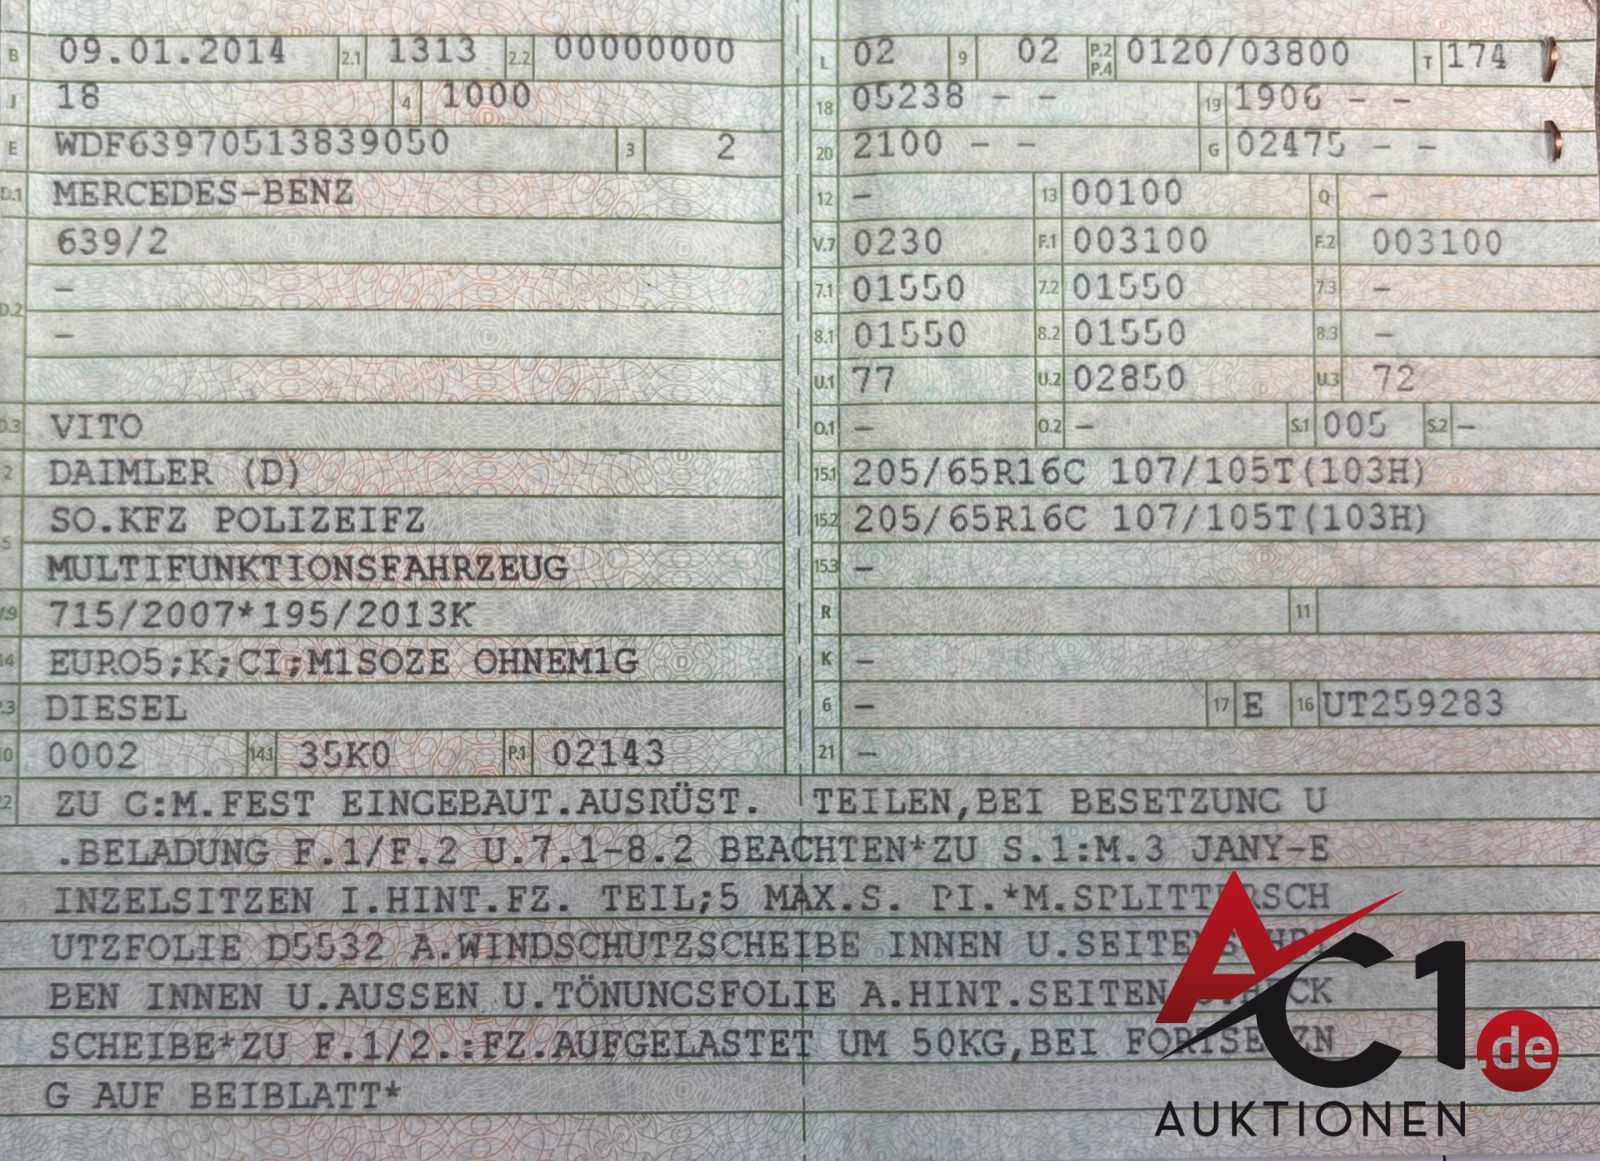 B 09.01.2014 2.1 1313 2.2 00000000 L 02 9 02 P.2 P.4 0120/03800 T 174
J 18 4 1000 18 05238 - - 19 1906 - -
E WDF63970513839050 3 2 20 2100 - - G 02475 - -
D.1 MERCEDES-BENZ 12 - 13 00100 Q -
639/2 V.7 0230 F.1 003100 F.2 003100
D.2 - 7.1 01550 7.2 01550 7.3 -
- 8.1 01550 8.2 01550 8.3 -
U.1 77 U.2 02850 U.3 72
D.3 VITO O.1 - O.2 - S.1 005 S.2 -
2 DAIMLER (D) 15.1 205/65R16C 107/105T(103H)
5 SO.KFZ POLIZEIFZ 15.2 205/65R16C 107/105T(103H)
MULTIFUNKTIONSFAHRZEUG 15.3 -
V.9 715/2007*195/2013K R 11
14 EURO5;K;CI;M1SOZE OHNEM1G K -
P.3 DIESEL 6 - 17 E 16 UT259283
10 0002 14.1 35K0 P.1 02143 21 -
22 ZU G:M.FEST EINGEBAUT.AUSRÜST. TEILEN,BEI BESETZUNG U
.BELADUNG F.1/F.2 U.7.1-8.2 BEACHTEN*ZU S.1:M.3 JANY-E
INZELSITZEN I.HINT.FZ. TEIL;5 MAX.S. PI.*M.SPLITTERSCH
UTZFOLIE D5532 A.WINDSCHUTZSCHEIBE INNEN U.
BEN INNEN U.AUSSEN U.TÖNUNGSFOLIE A.HINT.SEITEN
SCHEIBE*ZU F.1/2.:FZ.AUFGELASTET UM 50KG,BEI
G AUF BEIBLATT*
AC1.de
AUKTIONEN